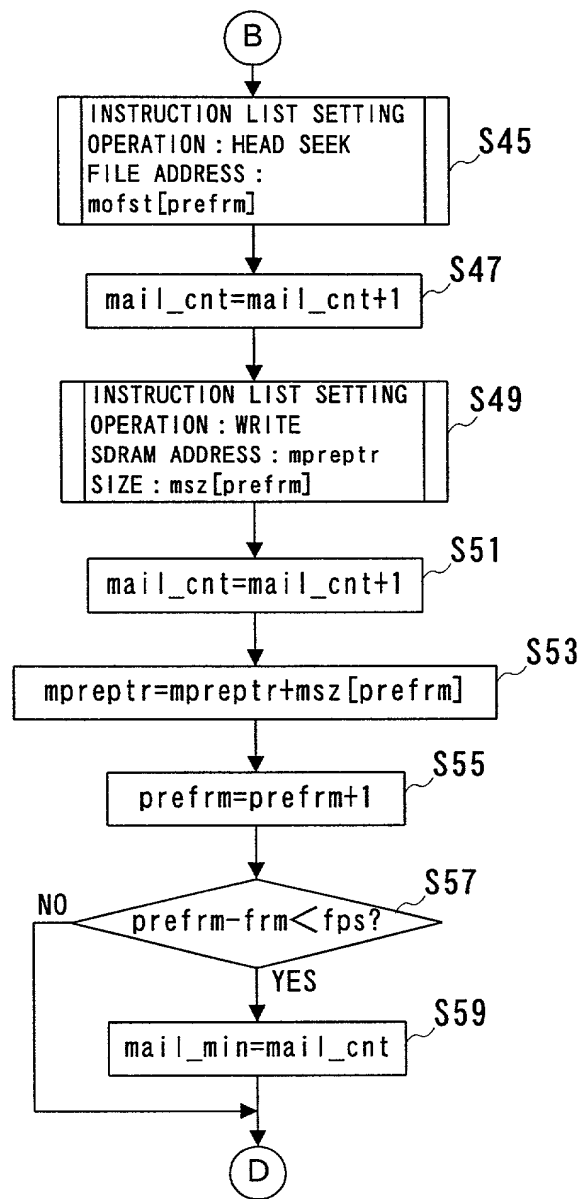 B
INSTRUCTION LIST SETTING
OPERATION : HEAD SEEK
FILE ADDRESS :
mofst[prefrm]
S45
mail_cnt=mail_cnt+1
S47
INSTRUCTION LIST SETTING
OPERATION : WRITE
SDRAM ADDRESS : mpreptr
SIZE : msz[prefrm]
S49
mail_cnt=mail_cnt+1
S51
mpreptr=mpreptr+msz[prefrm]
S53
prefrm=prefrm+1
S55
prefrm-frm<fps?
S57
NO
YES
mail_min=mail_cnt
S59
D